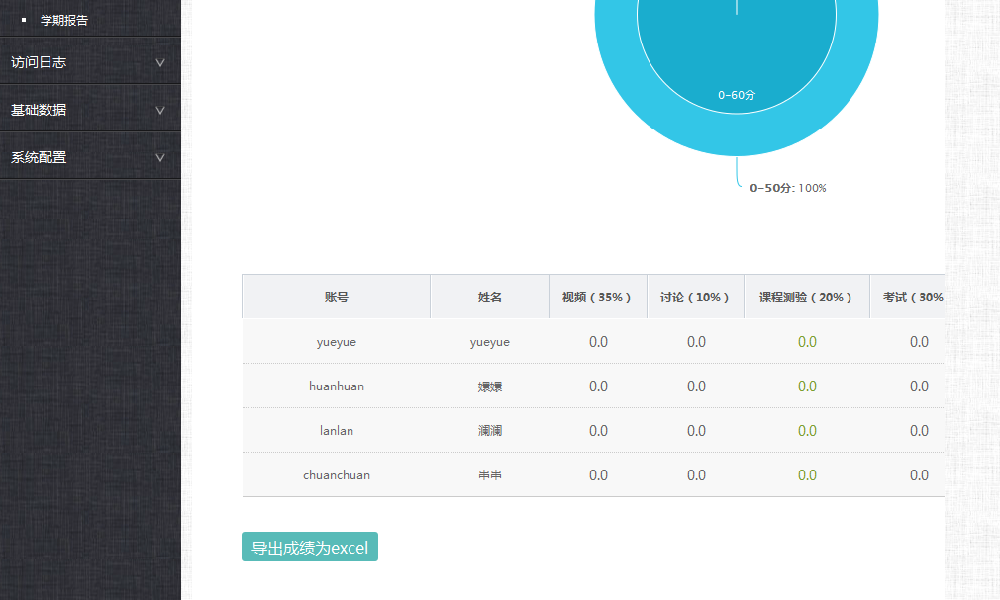 学期报告
访问日志
基础数据
系统配置
0-60分
0-50分: 100%
账号 姓名 视频（35%） 讨论（10%） 课程测验（20%） 考试（30%
yueyue yueyue 0.0 0.0 0.0 0.0
huanhuan 嬛嬛 0.0 0.0 0.0 0.0
lanlan 澜澜 0.0 0.0 0.0 0.0
chuanchuan 串串 0.0 0.0 0.0 0.0
导出成绩为excel